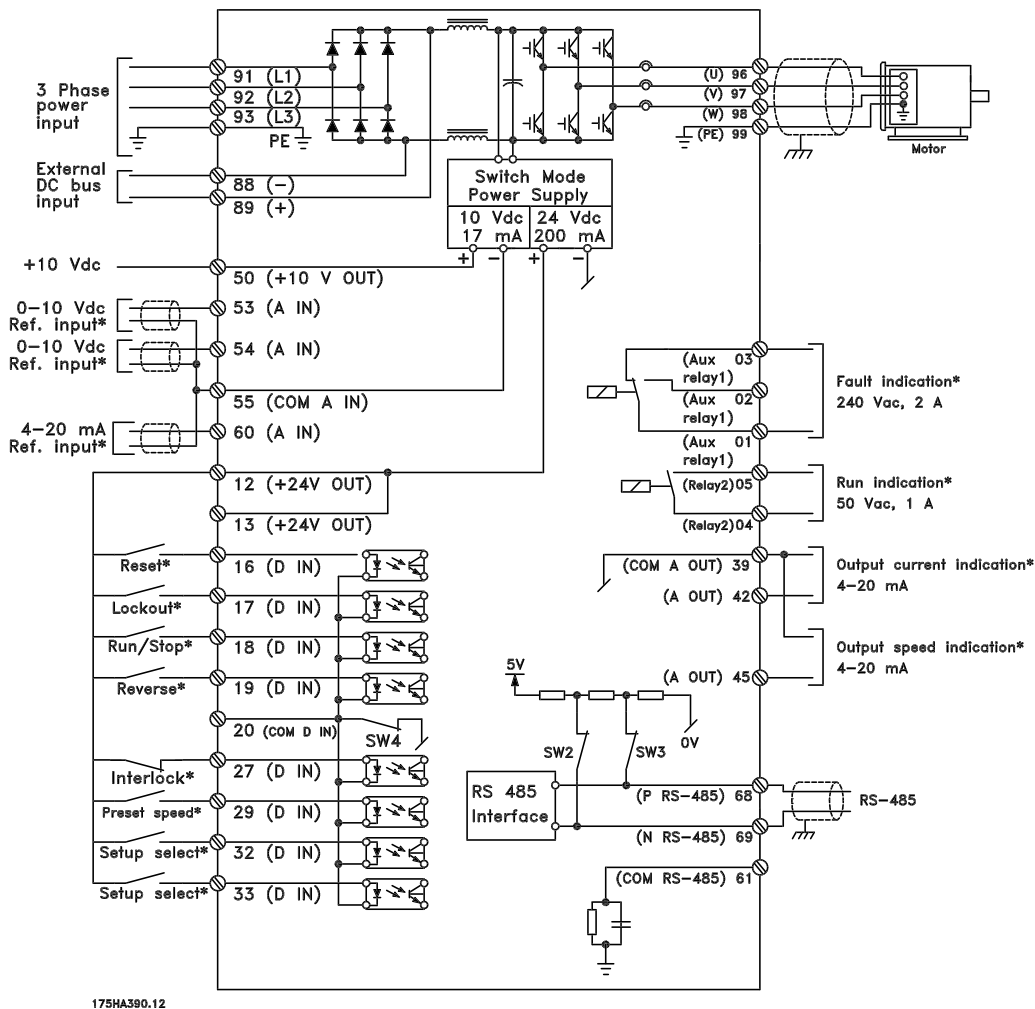 3 Phase
power
input
91 (L1)
92 (L2)
93 (L3)
PE
External
DC bus
input
88 (−)
89 (+)
Switch Mode
Power Supply
10 Vdc
17 mA
24 Vdc
200 mA
+ − + −
(U) 96
(V) 97
(W) 98
(PE) 99
Motor
+10 Vdc
50 (+10 V OUT)
0−10 Vdc
Ref. input*
53 (A IN)
0−10 Vdc
Ref. input*
54 (A IN)
55 (COM A IN)
4−20 mA
Ref. input*
60 (A IN)
12 (+24V OUT)
13 (+24V OUT)
Reset*
16 (D IN)
Lockout*
17 (D IN)
Run/Stop*
18 (D IN)
Reverse*
19 (D IN)
20 (COM D IN)
SW4
Interlock*
27 (D IN)
Preset speed*
29 (D IN)
Setup select*
32 (D IN)
Setup select*
33 (D IN)
(Aux 03
relay1)
(Aux 02
relay1)
(Aux 01
relay1)
Fault indication*
240 Vac, 2 A
(Relay2)05
(Relay2)04
Run indication*
50 Vac, 1 A
(COM A OUT) 39
(A OUT) 42
Output current indication*
4−20 mA
(A OUT) 45
Output speed indication*
4−20 mA
5V
0V
SW2
SW3
RS 485
Interface
(P RS−485) 68
(N RS−485) 69
RS−485
(COM RS−485) 61
175HA390.12